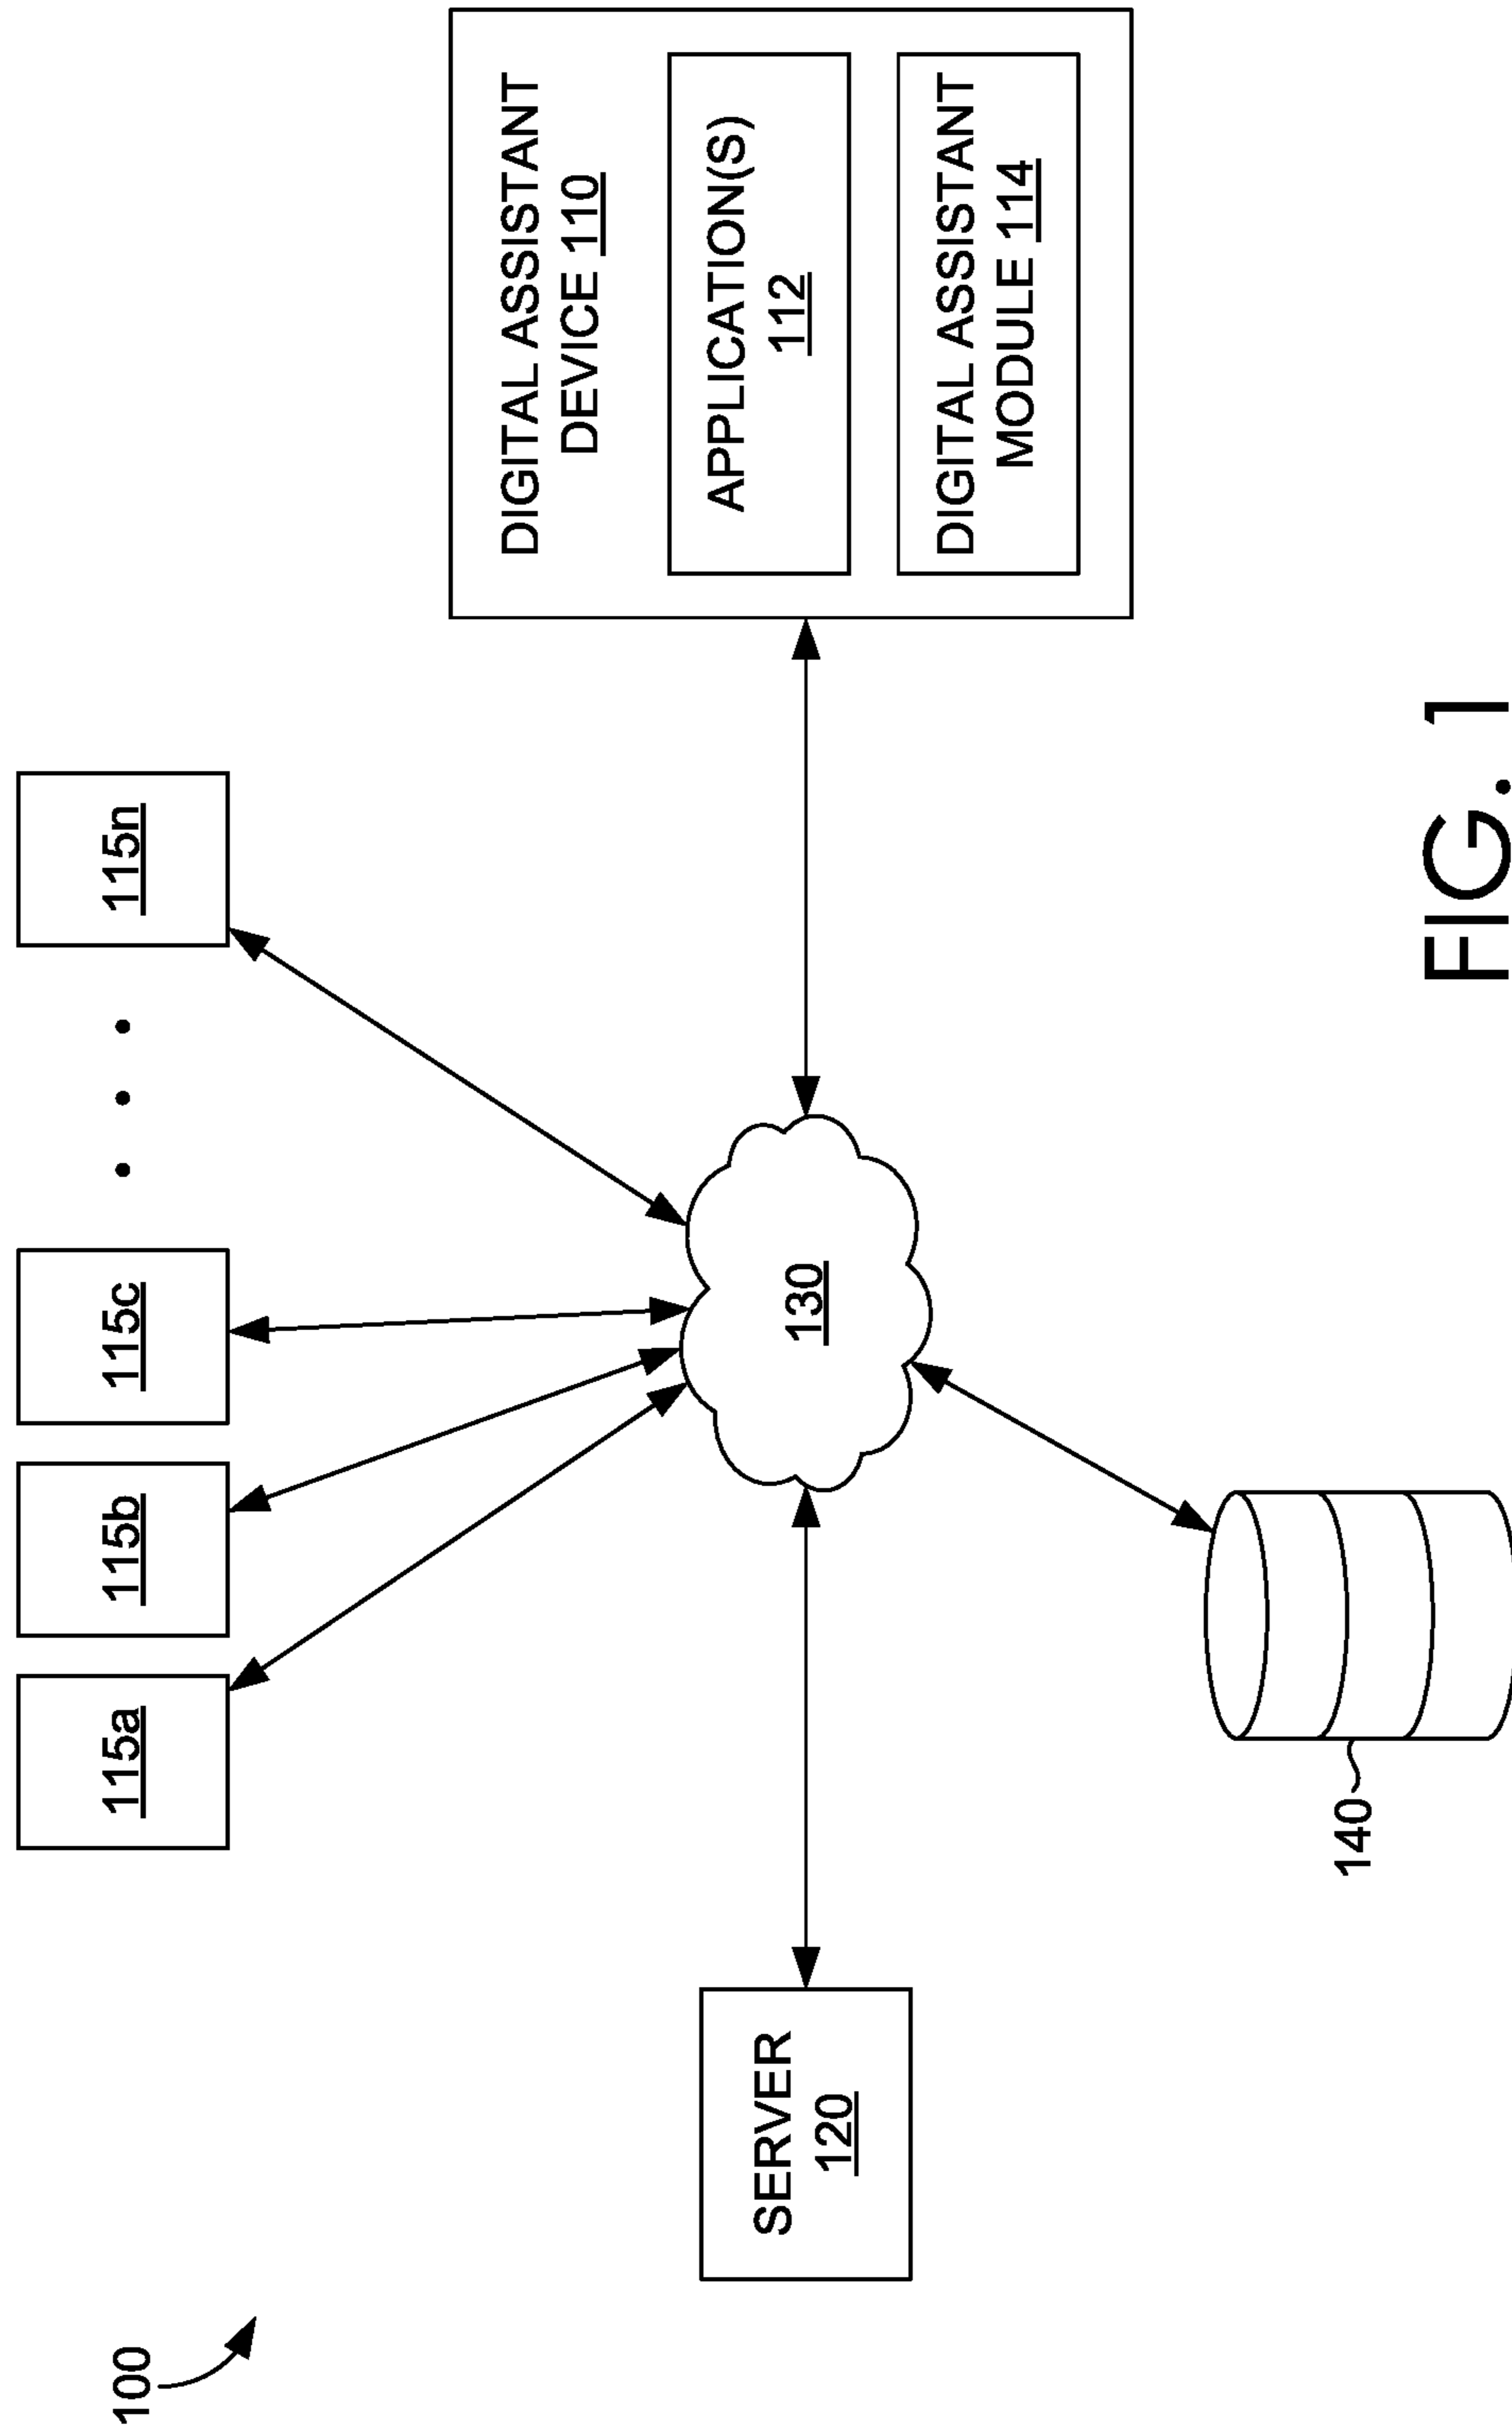 100
115a
115b
115c
115n
SERVER
120
130
140
DIGITAL ASSISTANT
DEVICE 110
APPLICATION(S)
112
DIGITAL ASSISTANT
MODULE 114
FIG. 1